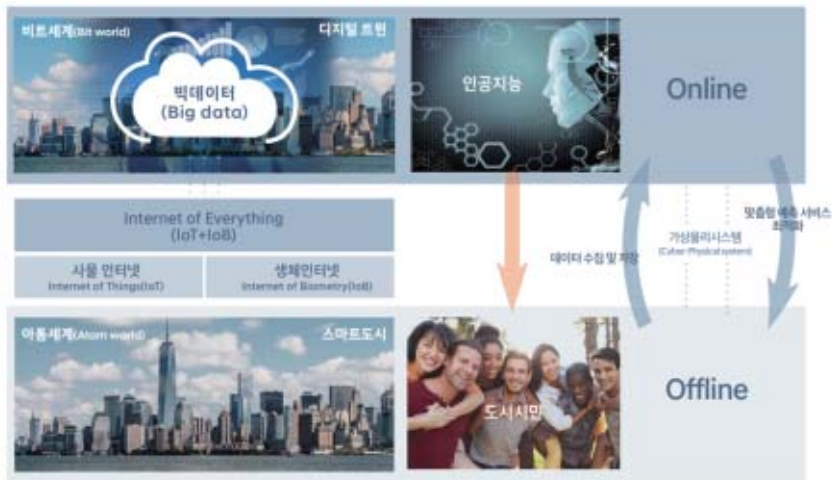 비트세계(Bit world)
디지털 트윈
빅데이터
(Big data)
인공지능
Online
Internet of Everything
(IoT+IoB)
사물 인터넷
Internet of Things(IoT)
생체인터넷
Internet of Biometry(IoB)
데이터 수집 및 저장
가상물리시스템
(Cyber Physical system)
맞춤형 예측 서비스
최적화
아톰세계(Atom world)
스마트도시
도시시민
Offline